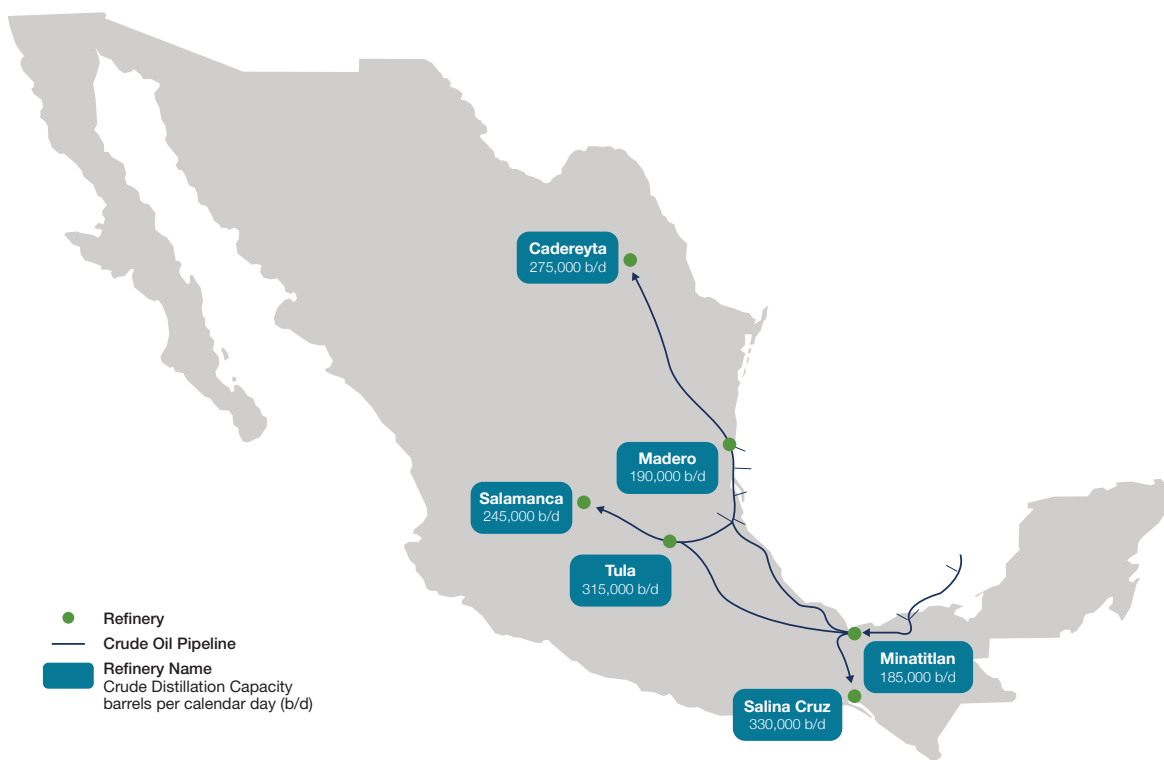 Cadereyta
275,000 b/d
Madero
190,000 b/d
Salamanca
245,000 b/d
Tula
315,000 b/d
Minatitlan
185,000 b/d
Salina Cruz
330,000 b/d
Refinery
Crude Oil Pipeline
Refinery Name
Crude Distillation Capacity
barrels per calendar day (b/d)